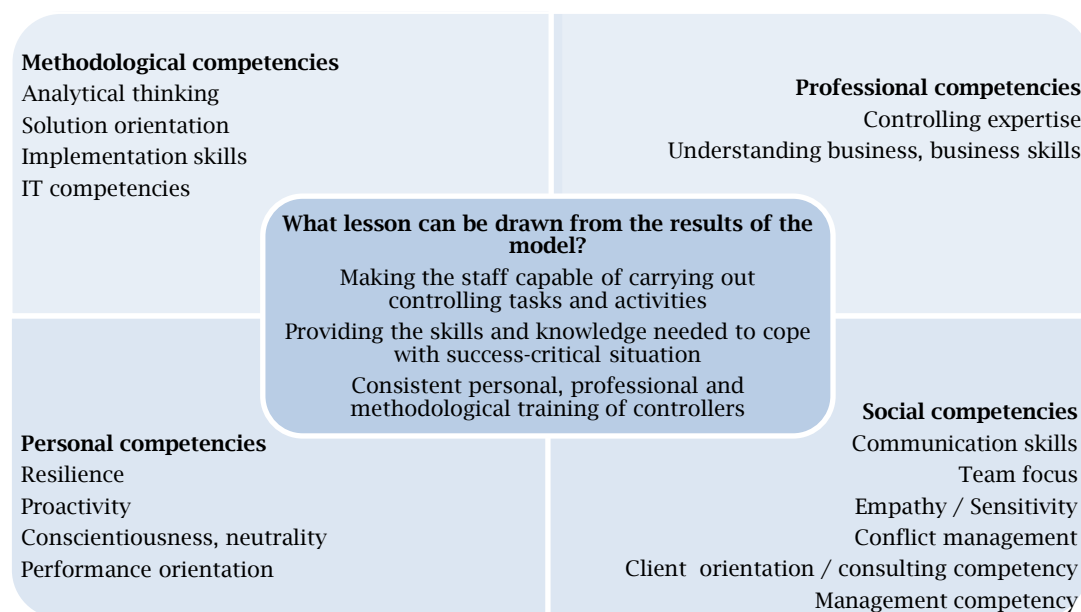 Methodological competencies
Analytical thinking
Solution orientation
Implementation skills
IT competencies
Professional competencies
Controlling expertise
Understanding business, business skills
What lesson can be drawn from the results of the
model?
Making the staff capable of carrying out
controlling tasks and activities
Providing the skills and knowledge needed to cope
with success-critical situation
Consistent personal, professional and
methodological training of controllers
Personal competencies
Resilience
Proactivity
Conscientiousness, neutrality
Performance orientation
Social competencies
Communication skills
Team focus
Empathy / Sensitivity
Conflict management
Client orientation / consulting competency
Management competency